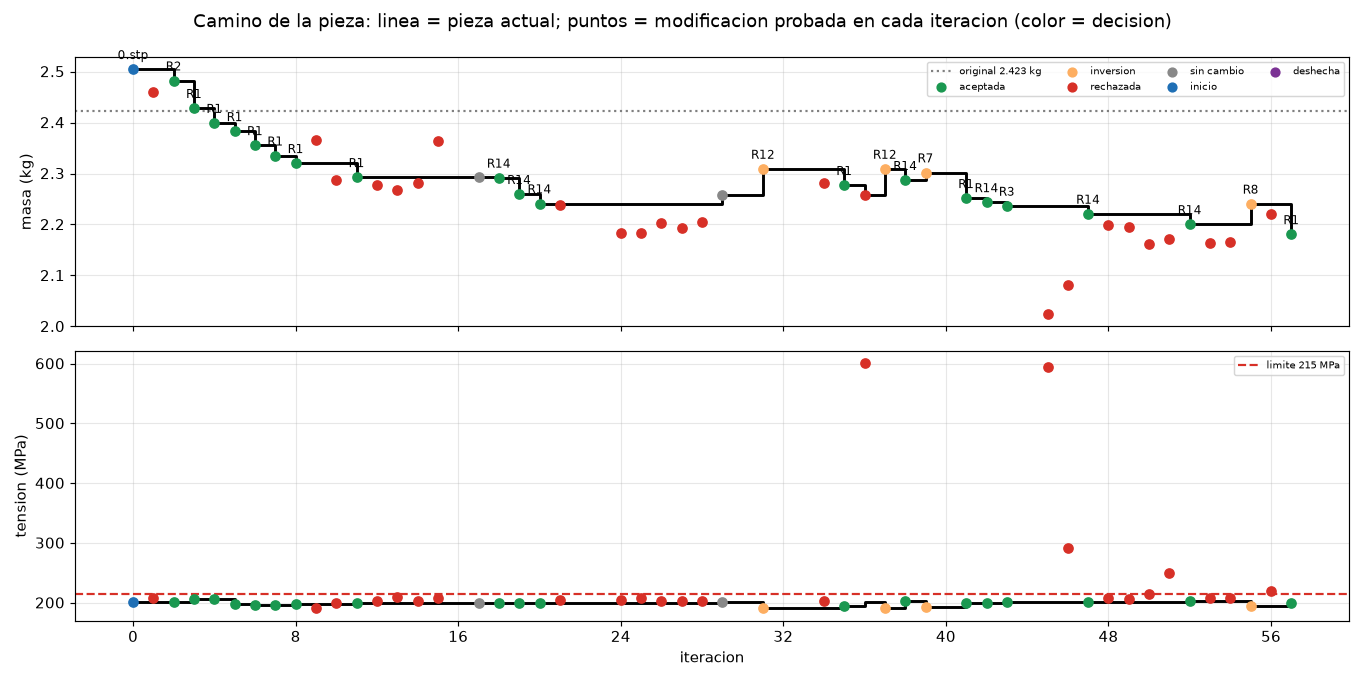 Camino de la pieza: linea = pieza actual; puntos = modificacion probada en cada iteracion (color = decision)
masa (kg)
2.5
2.4
2.3
2.2
2.1
2.0
original 2.423 kg
aceptada
inversion
rechazada
sin cambio
inicio
deshecha
0.stp
R2
R1
R1
R1
R1
R1
R1
R1
R14
R14
R14
R12
R1
R12
R14
R7
R1
R14
R3
R14
R14
R8
R1
tension (MPa)
600
500
400
300
200
limite 215 MPa
0
8
16
24
32
40
48
56
iteracion